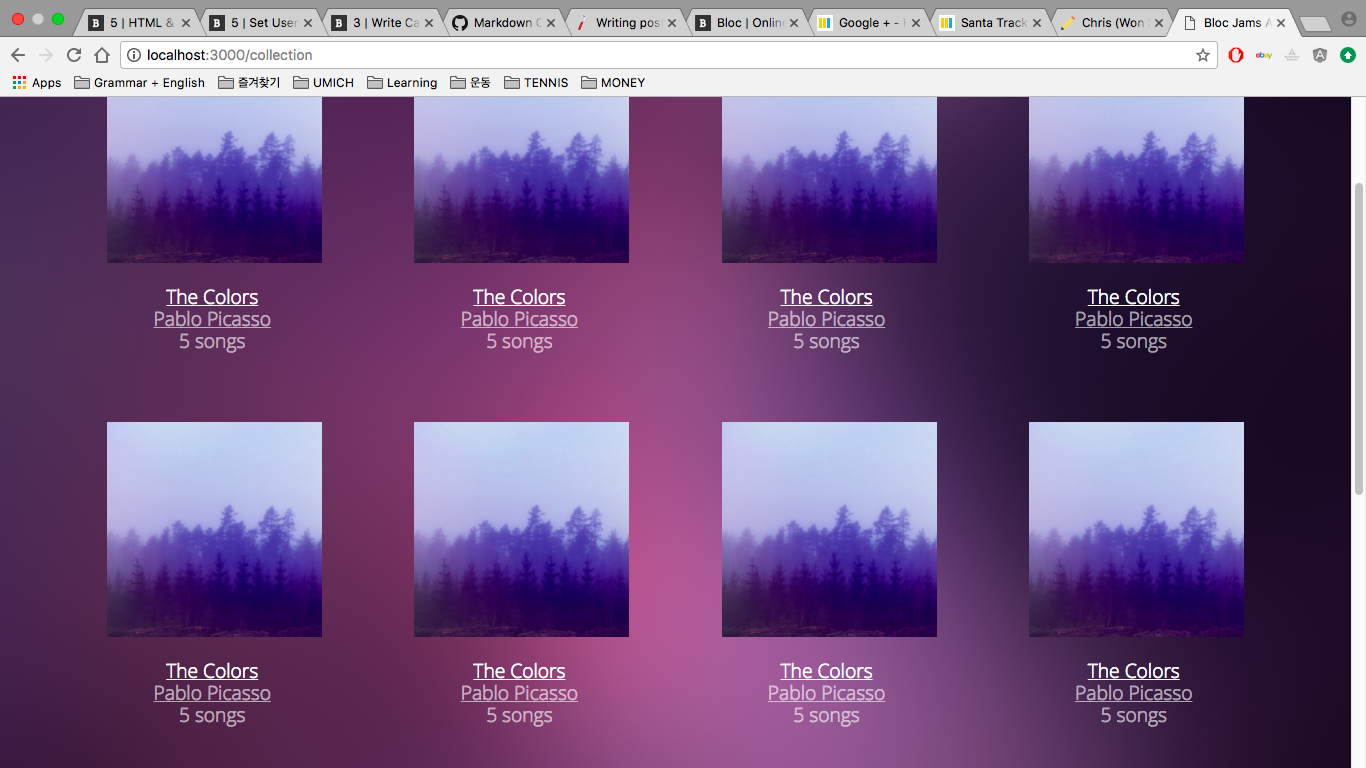 5 | HTML &
5 | Set User
3 | Write Ca
Markdown
Writing pos
Bloc | Online
Google + -
Santa Track
Chris (Won
Bloc Jams A
localhost:3000/collection
Apps
Grammar + English
즐겨찾기
UMICH
Learning
운동
TENNIS
MONEY
The Colors
Pablo Picasso
5 songs
The Colors
Pablo Picasso
5 songs
The Colors
Pablo Picasso
5 songs
The Colors
Pablo Picasso
5 songs
The Colors
Pablo Picasso
5 songs
The Colors
Pablo Picasso
5 songs
The Colors
Pablo Picasso
5 songs
The Colors
Pablo Picasso
5 songs